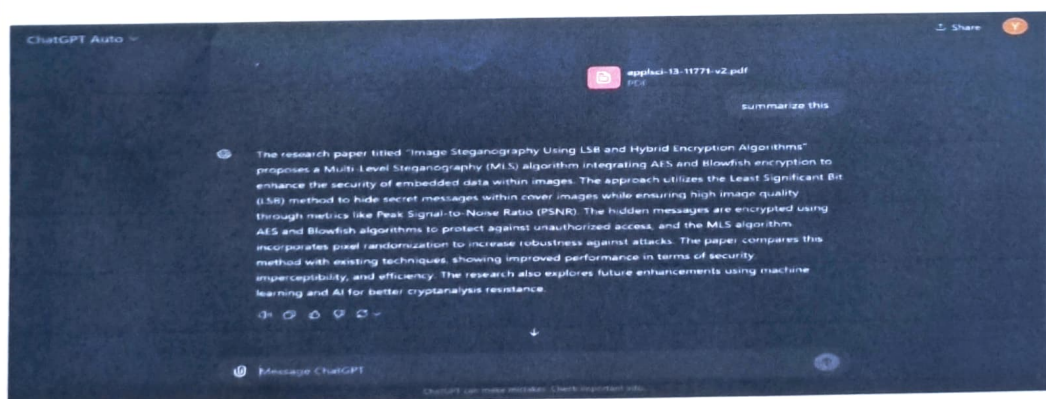 ChatGPT Auto
Share
Y
applsci-13-11771-v2.pdf
PDF
summarize this
The research paper titled "Image Steganography Using LSB and Hybrid Encryption Algorithms"
proposes a Multi-Level Steganography (MLS) algorithm integrating AES and Blowfish encryption to
enhance the security of embedded data within images. The approach utilizes the Least Significant Bit
(LSB) method to hide secret messages within cover images while ensuring high image quality
through metrics like Peak Signal-to-Noise Ratio (PSNR). The hidden messages are encrypted using
AES and Blowfish algorithms to protect against unauthorized access, and the MLS algorithm
incorporates pixel randomization to increase robustness against attacks. The paper compares this
method with existing techniques, showing improved performance in terms of security,
imperceptibility, and efficiency. The research also explores future enhancements using machine
learning and AI for better cryptanalysis resistance.
Message ChatGPT
ChatGPT can make mistakes. Check important info.